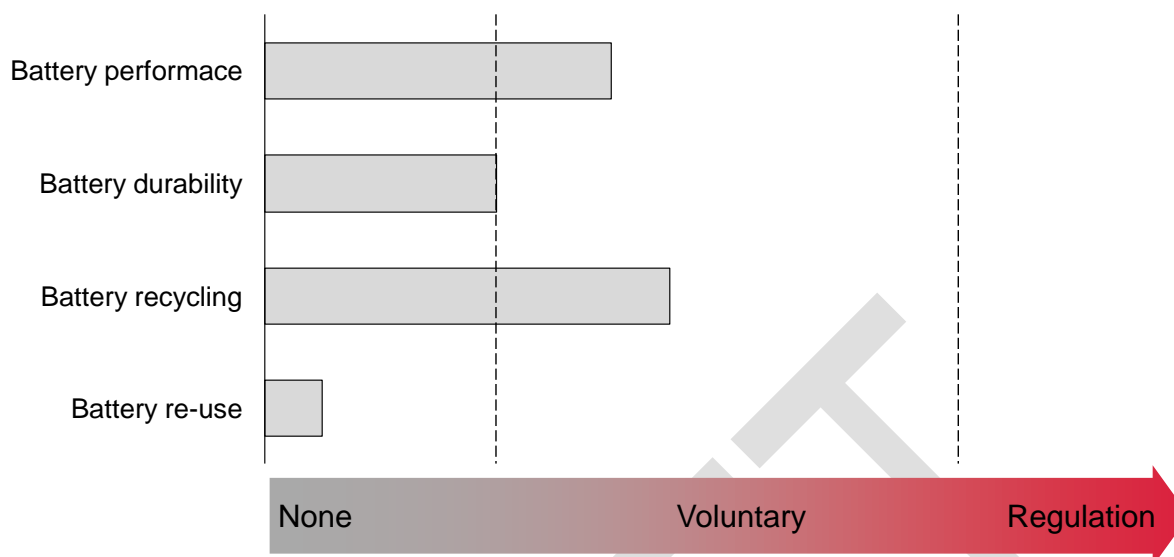 Battery performace
Battery durability
Battery recycling
Battery re-use
None Voluntary Regulation